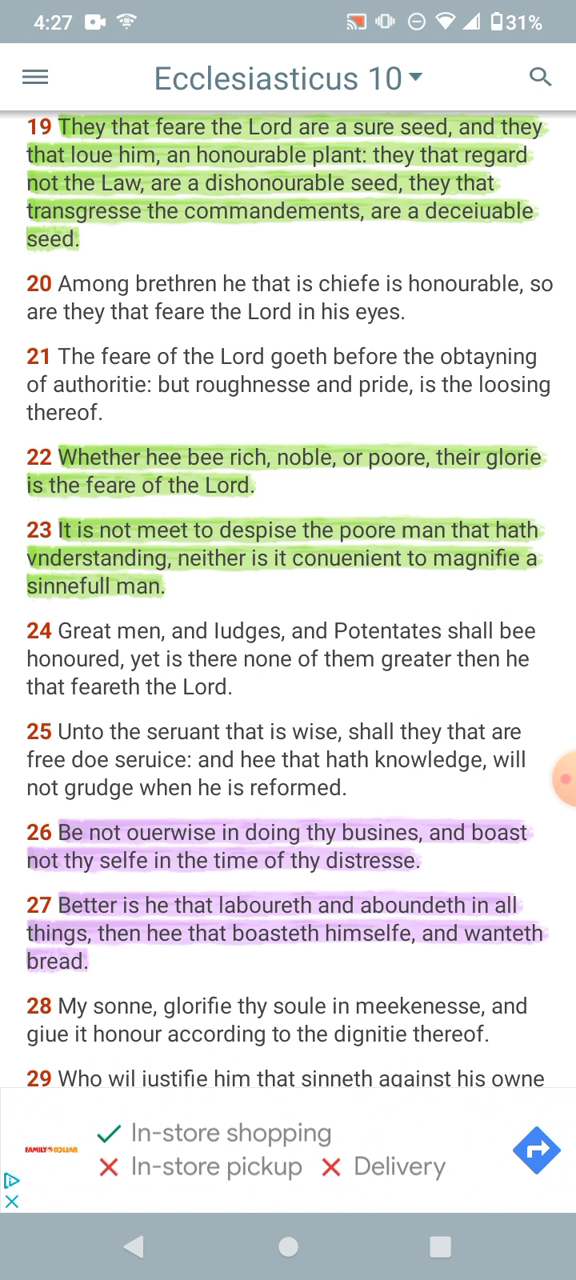 4:27
31%
Ecclesiasticus 10
19 They that feare the Lord are a sure seed, and they
that loue him, an honourable plant: they that regard
not the Law, are a dishonourable seed, they that
transgresse the commandements, are a deceiuable
seed.
20 Among brethren he that is chiefe is honourable, so
are they that feare the Lord in his eyes.
21 The feare of the Lord goeth before the obtayning
of authoritie: but roughnesse and pride, is the loosing
thereof.
22 Whether hee bee rich, noble, or poore, their glorie
is the feare of the Lord.
23 It is not meet to despise the poore man that hath
vnderstanding, neither is it conuenient to magnifie a
sinnefull man.
24 Great men, and Iudges, and Potentates shall bee
honoured, yet is there none of them greater then he
that feareth the Lord.
25 Unto the seruant that is wise, shall they that are
free doe seruice: and hee that hath knowledge, will
not grudge when he is reformed.
26 Be not ouerwise in doing thy busines, and boast
not thy selfe in the time of thy distresse.
27 Better is he that laboureth and aboundeth in all
things, then hee that boasteth himselfe, and wanteth
bread.
28 My sonne, glorifie thy soule in meekenesse, and
giue it honour according to the dignitie thereof.
29 Who wil iustifie him that sinneth against his owne
FAMILY DOLLAR
In-store shopping
In-store pickup Delivery